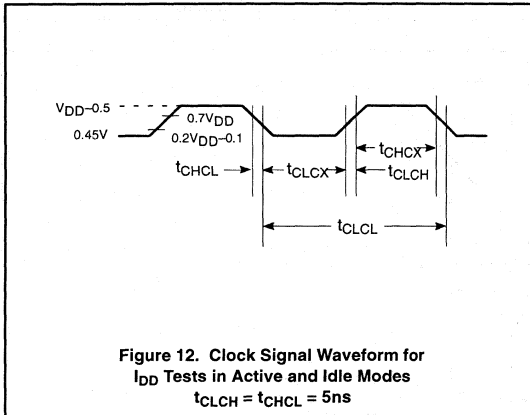 VDD–0.5
0.7VDD
0.45V
0.2VDD–0.1
tCHCX
tCHCL
tCLCX
tCLCH
tCLCL
Figure 12. Clock Signal Waveform for
IDD Tests in Active and Idle Modes
tCLCH = tCHCL = 5ns